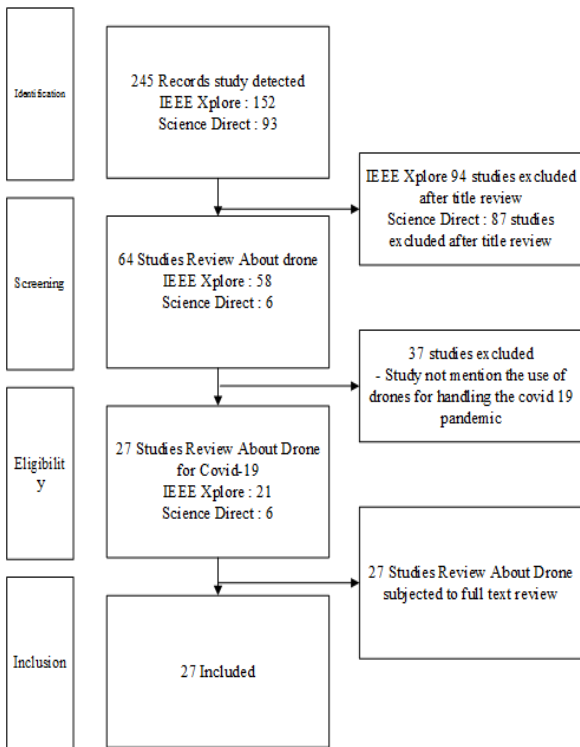 Identification
245 Records study detected
IEEE Xplore : 152
Science Direct : 93
IEEE Xplore 94 studies excluded
after title review
Science Direct : 87 studies
excluded after title review
Screening
64 Studies Review About drone
IEEE Xplore : 58
Science Direct : 6
37 studies excluded
- Study not mention the use of
drones for handling the covid 19
pandemic
Eligibilit
y
27 Studies Review About Drone
for Covid-19
IEEE Xplore : 21
Science Direct : 6
27 Studies Review About Drone
subjected to full text review
Inclusion
27 Included